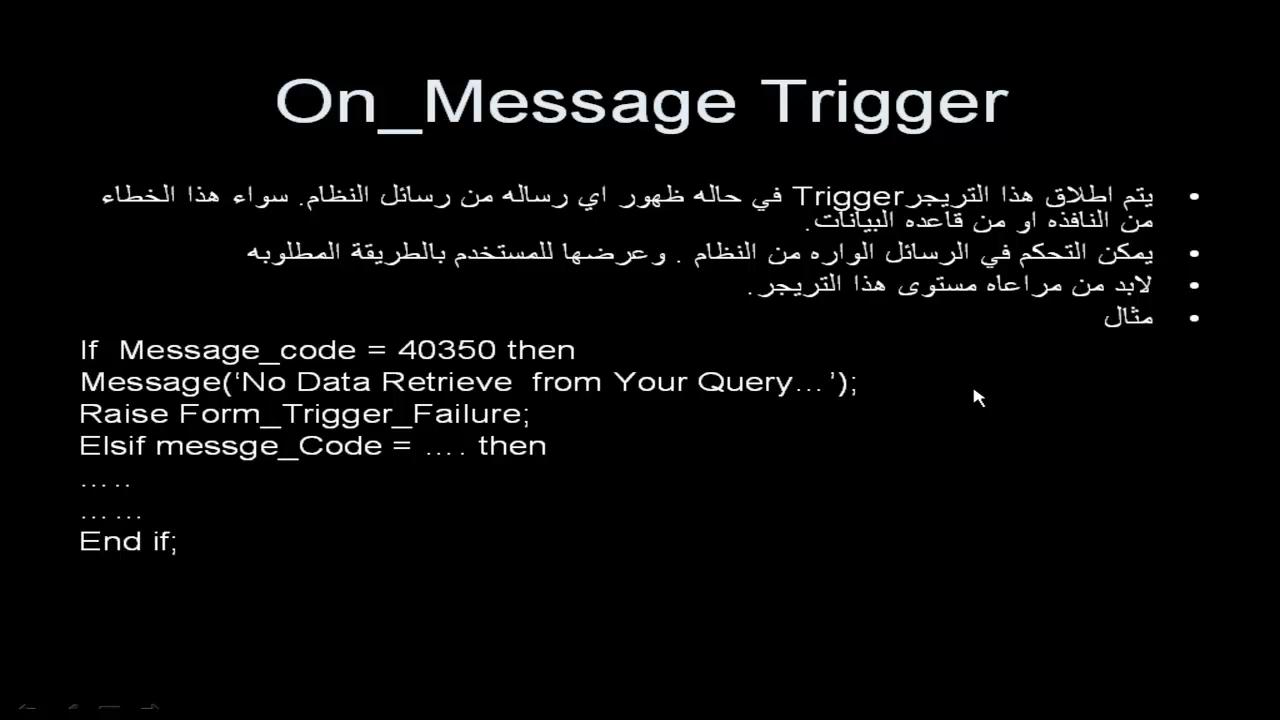 On_Message Trigger
• يتم اطلاق هذا التريجرTrigger في حاله ظهور اي رساله من رسائل النظام. سواء هذا الخطاء
من النافذه او من قاعده البيانات.
• يمكن التحكم في الرسائل الواره من النظام . وعرضها للمستخدم بالطريقة المطلوبه
• لابد من مراعاه مستوى هذا التريجر.
• مثال
If  Message_code = 40350 then
Message(‘No Data Retrieve  from Your Query…’);
Raise Form_Trigger_Failure;
Elsif messge_Code = …. then
…..
……
End if;